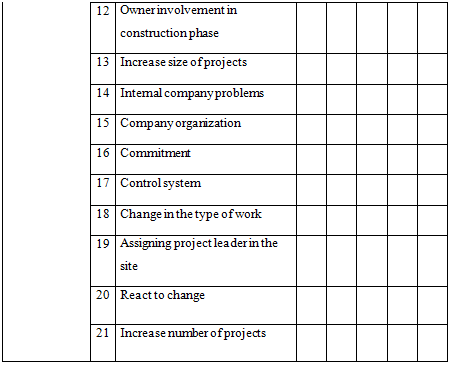 12 Owner involvement in
construction phase
13 Increase size of projects
14 Internal company problems
15 Company organization
16 Commitment
17 Control system
18 Change in the type of work
19 Assigning project leader in the
site
20 React to change
21 Increase number of projects